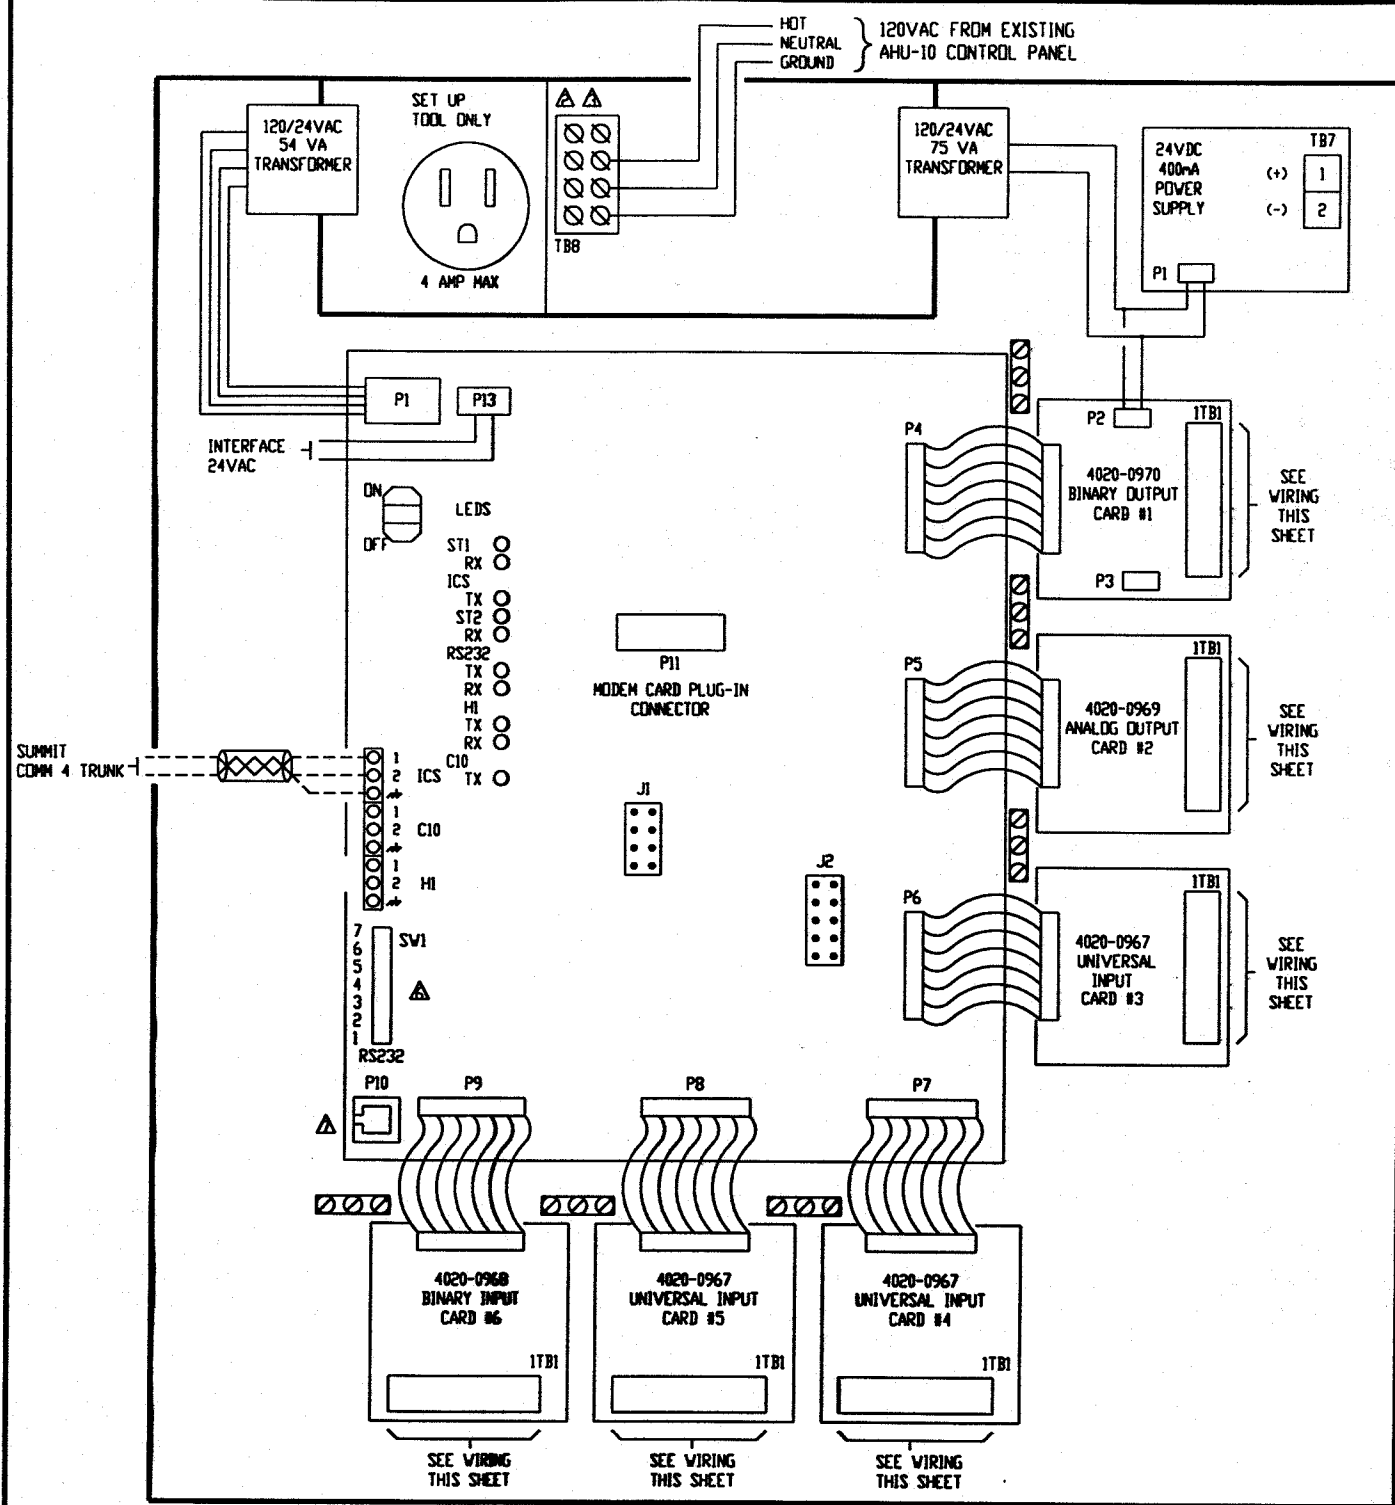 HOT
NEUTRAL
GROUND
120VAC FROM EXISTING
AHU-10 CONTROL PANEL
120/24VAC
54 VA
TRANSFORMER
SET UP
TOOL ONLY
4 AMP MAX
2 3
TB8
120/24VAC
75 VA
TRANSFORMER
24VDC
400mA
POWER
SUPPLY
TB7
(+) 1
(-) 2
P1
P1
P13
INTERFACE
24VAC
ON
OFF
LEDS
ST1
RX
ICS
TX
ST2
RX
RS232
TX
RX
H1
TX
RX
C10
TX
P11
MODEM CARD PLUG-IN
CONNECTOR
SUMMIT
COMM 4 TRUNK
1
2 ICS
1
2 C10
1
2 H1
J1
J2
7
6
5
4
3
2
1
SW1
RS232
P10
P4
P2
1TB1
4020-0970
BINARY OUTPUT
CARD #1
P3
SEE
WIRING
THIS
SHEET
P5
1TB1
4020-0969
ANALOG OUTPUT
CARD #2
SEE
WIRING
THIS
SHEET
P6
1TB1
4020-0967
UNIVERSAL
INPUT
CARD #3
SEE
WIRING
THIS
SHEET
P9
P8
P7
4020-0968
BINARY INPUT
CARD #6
1TB1
SEE WIRING
THIS SHEET
4020-0967
UNIVERSAL INPUT
CARD #5
1TB1
SEE WIRING
THIS SHEET
4020-0967
UNIVERSAL INPUT
CARD #4
1TB1
SEE WIRING
THIS SHEET